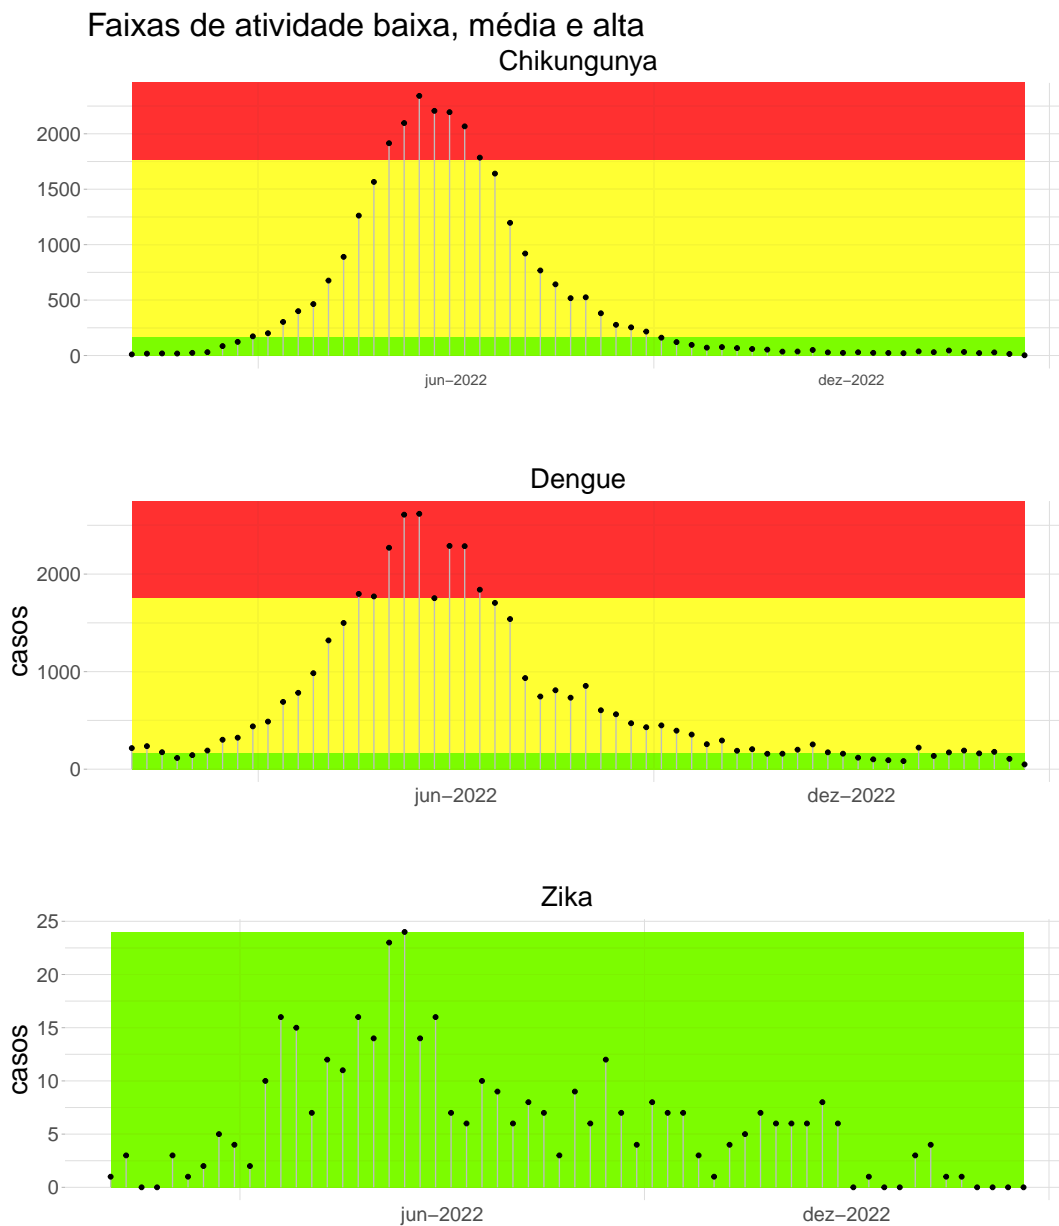 Faixas de atividade baixa, média e alta
Chikungunya
2000
1500
1000
500
0
jun−2022
dez−2022
Dengue
casos
2000
1000
0
jun−2022
dez−2022
Zika
casos
25
20
15
10
5
0
jun−2022
dez−2022